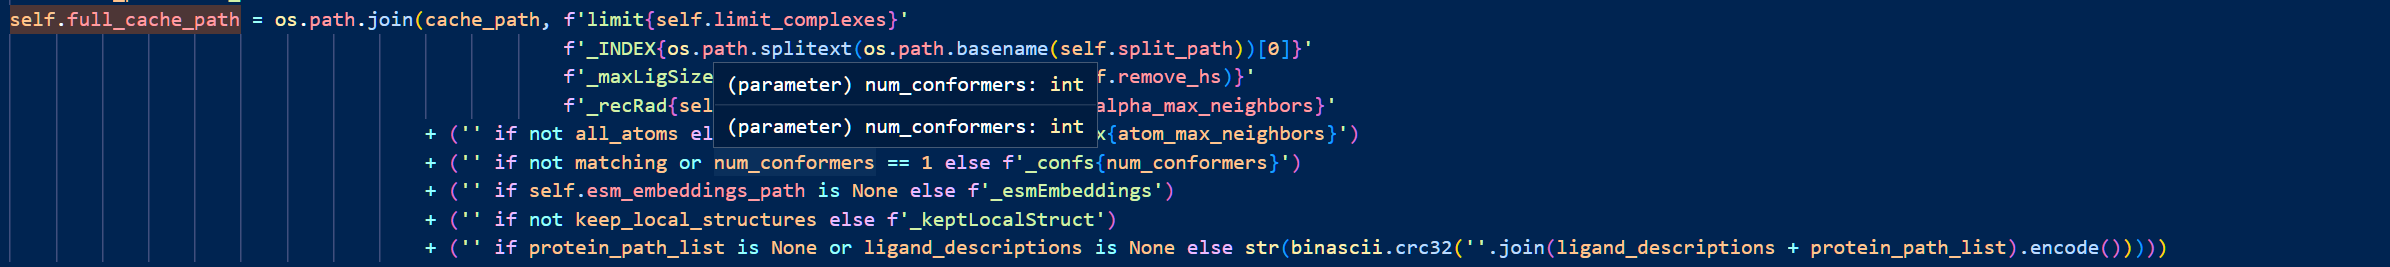 self.full_cache_path = os.path.join(cache_path, f'limit{self.limit_complexes}'
f'_INDEX{os.path.splitext(os.path.basename(self.split_path))[0]}'
f'_maxLigSize f.remove_hs)}'
(parameter) num_conformers: int
f'_recRad{sel alpha_max_neighbors}'
(parameter) num_conformers: int
+ ('' if not all_atoms el x{atom_max_neighbors}')
+ ('' if not matching or num_conformers == 1 else f'_confs{num_conformers}')
+ ('' if self.esm_embeddings_path is None else f'_esmEmbeddings')
+ ('' if not keep_local_structures else f'_keptLocalStruct')
+ ('' if protein_path_list is None or ligand_descriptions is None else str(binascii.crc32(''.join(ligand_descriptions + protein_path_list).encode()))))